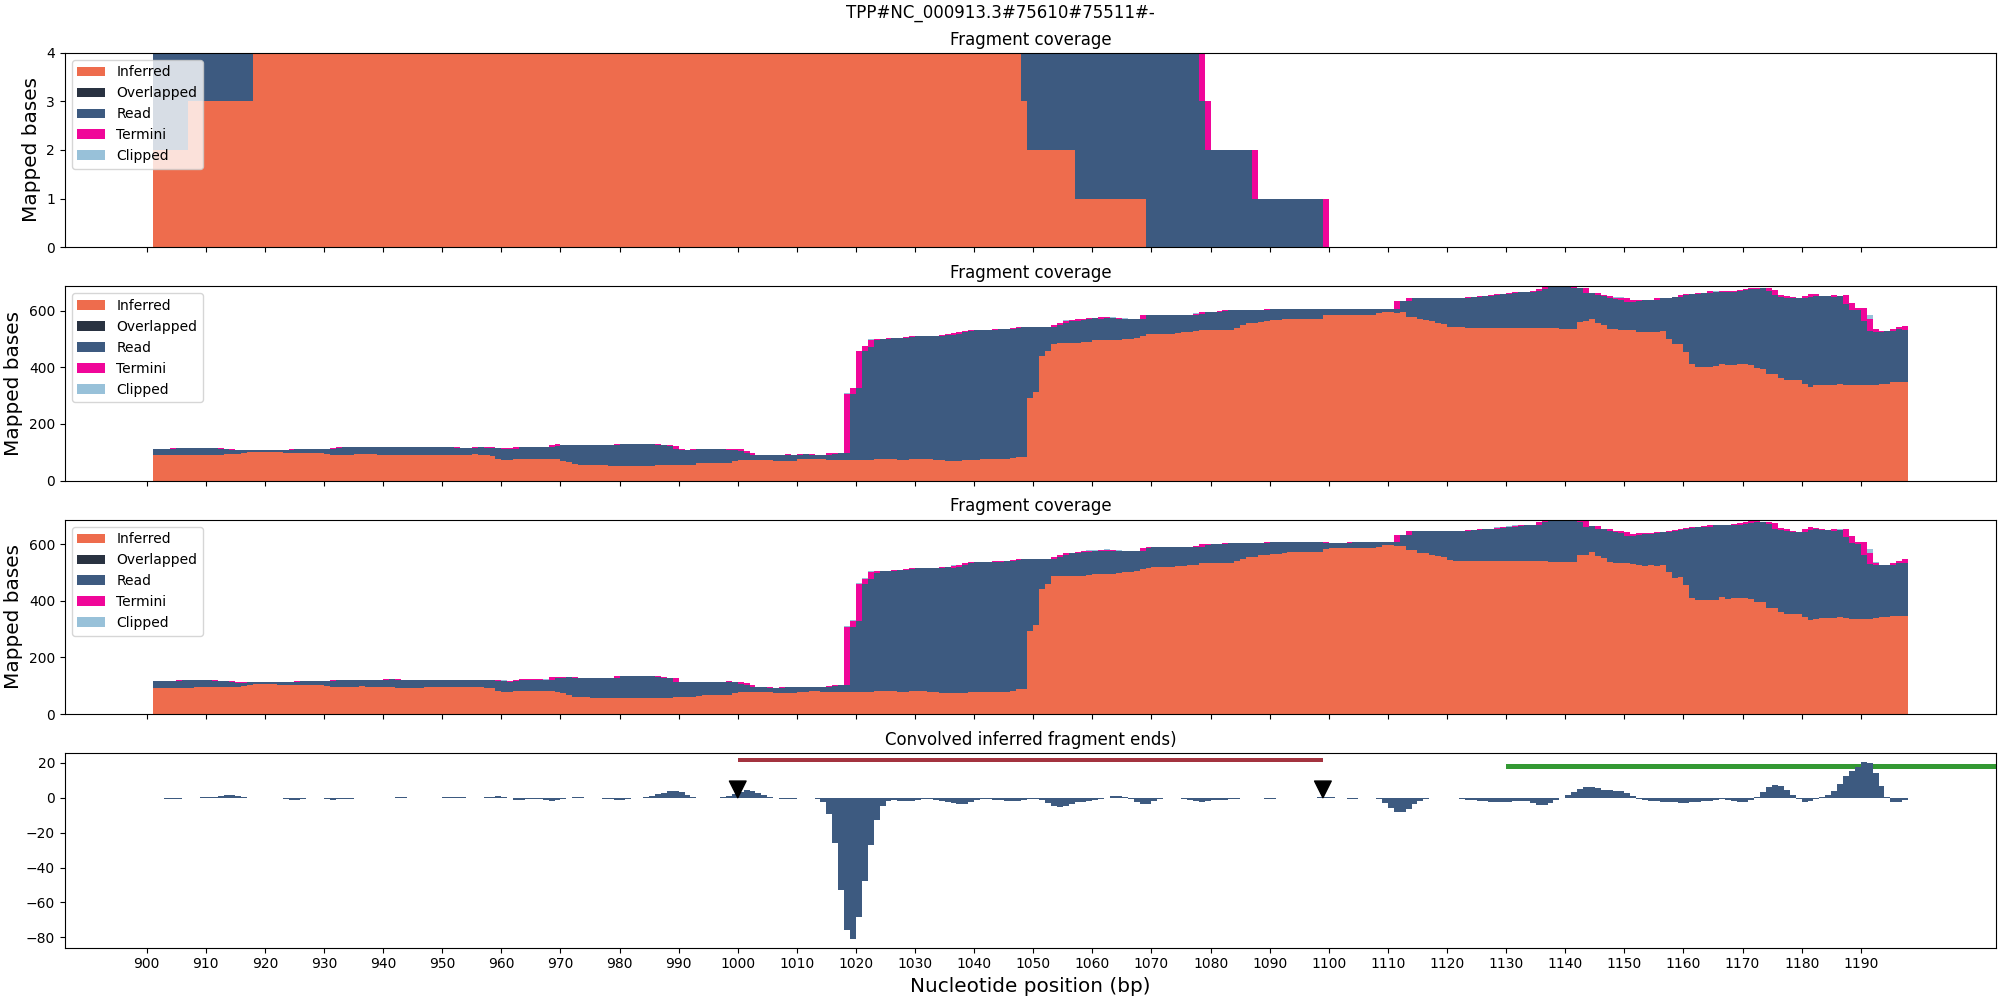 TPP#NC_000913.3#75610#75511#-
Fragment coverage
Mapped bases
4
3
2
1
0
Inferred
Overlapped
Read
Termini
Clipped
Fragment coverage
Mapped bases
600
400
200
0
Inferred
Overlapped
Read
Termini
Clipped
Fragment coverage
Mapped bases
600
400
200
0
Inferred
Overlapped
Read
Termini
Clipped
Convolved inferred fragment ends)
20
0
−20
−40
−60
−80
900 910 920 930 940 950 960 970 980 990 1000 1010 1020 1030 1040 1050 1060 1070 1080 1090 1100 1110 1120 1130 1140 1150 1160 1170 1180 1190
Nucleotide position (bp)